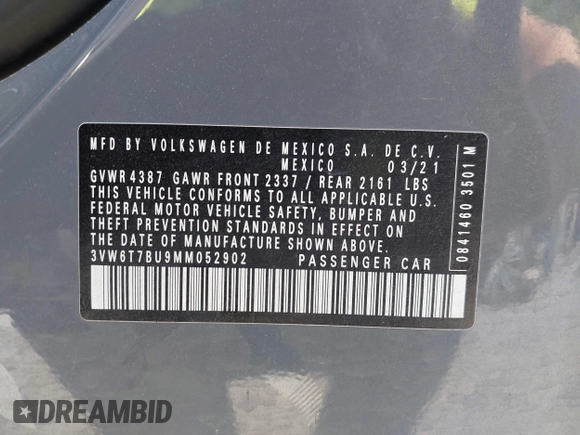 MFD BY VOLKSWAGEN DE MEXICO S.A. DE C.V.
MEXICO 03/21
GVWR 4387 GAWR FRONT 2337 / REAR 2161 LBS
THIS VEHICLE CONFORMS TO ALL APPLICABLE U.S.
FEDERAL MOTOR VEHICLE SAFETY, BUMPER AND
THEFT PREVENTION STANDARDS IN EFFECT ON THE
DATE OF MANUFACTURE SHOWN ABOVE.
3VW6T7BU9MM052902 PASSENGER CAR
0841460 3501 M
DREAMBID